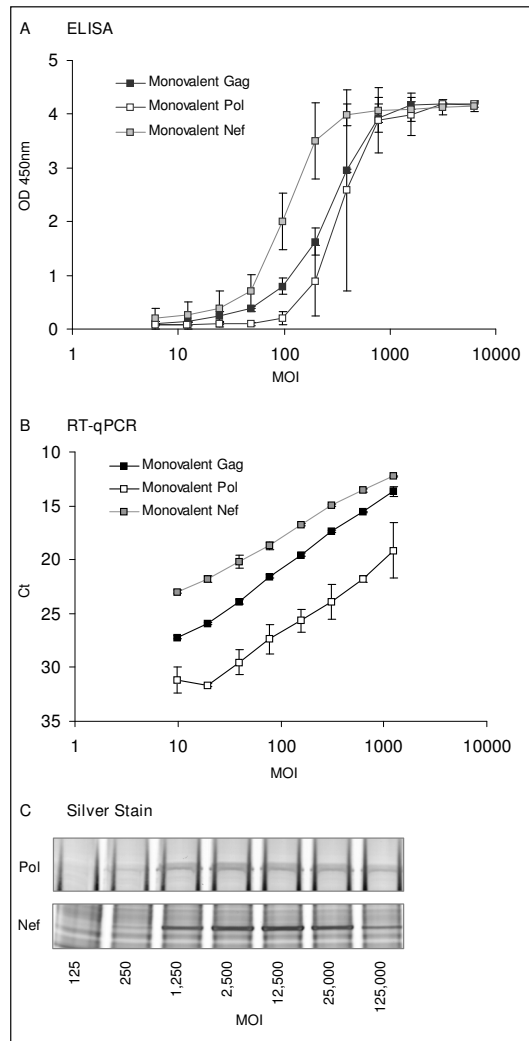 A ELISA
Monovalent Gag
Monovalent Pol
Monovalent Nef
5
4
3
2
1
0
OD 450nm
1 10 100 1000 10000
MOI
B RT-qPCR
Monovalent Gag
Monovalent Pol
Monovalent Nef
10
15
20
25
30
35
Ct
1 10 100 1000 10000
MOI
C Silver Stain
Pol
Nef
125 250 1,250 2,500 12,500 25,000 125,000
MOI